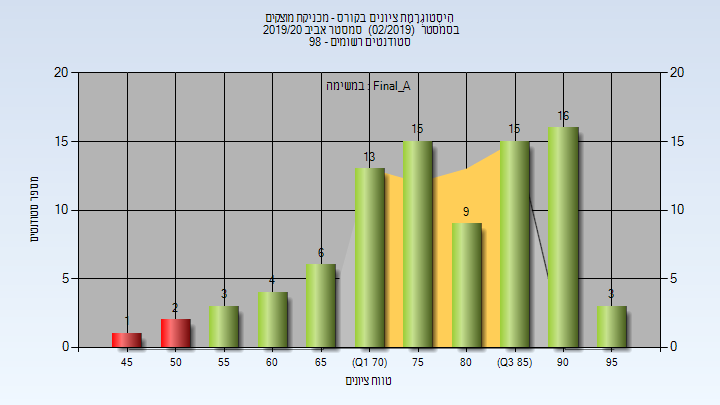 היסטוגרמת ציונים בקורס - מכניקת מוצקים
בסמסטר (02/2019) סמסטר אביב 2019/20
סטודנטים רשומים - 98
במשימה : Final_A
20 20
15 15
10 10
5 5
0 0
1 2 3 4 6 13 15 9 15 16 3
מספר סטודנטים
45 50 55 60 65 (Q1 70) 75 80 (Q3 85) 90 95
טווח ציונים